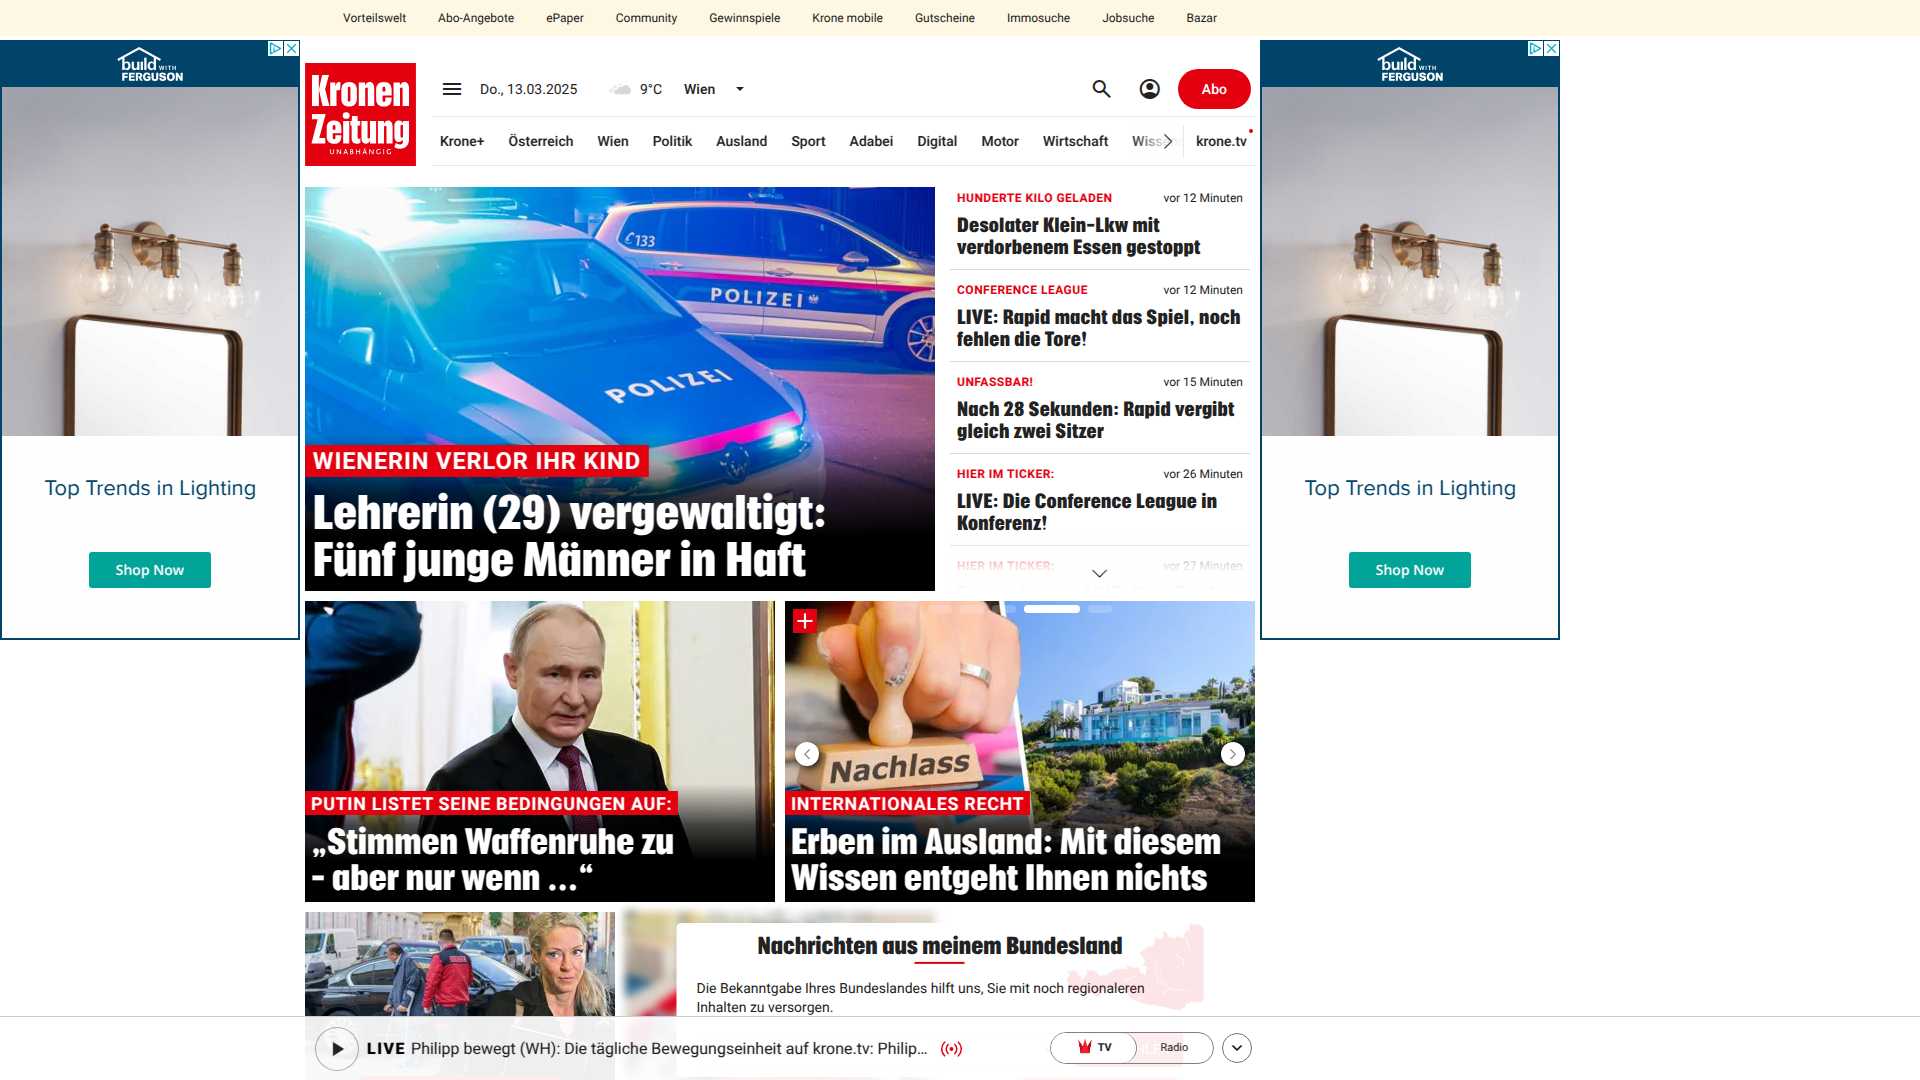 Vorteilswelt Abo-Angebote ePaper Community Gewinnspiele Krone mobile Gutscheine Immosuche Jobsuche Bazar
build WITH FERGUSON
Top Trends in Lighting
Shop Now
Kronen
Zeitung
UNABHÄNGIG
Do., 13.03.2025 9°C Wien
Abo
Krone+ Österreich Wien Politik Ausland Sport Adabei Digital Motor Wirtschaft krone.tv
133
POLIZEI
POLIZEI
WIENERIN VERLOR IHR KIND
Lehrerin (29) vergewaltigt:
Fünf junge Männer in Haft
HUNDERTE KILO GELADEN vor 12 Minuten
Desolater Klein-Lkw mit
verdorbenem Essen gestoppt
CONFERENCE LEAGUE vor 12 Minuten
LIVE: Rapid macht das Spiel, noch
fehlen die Tore!
UNFASSBAR! vor 15 Minuten
Nach 28 Sekunden: Rapid vergibt
gleich zwei Sitzer
HIER IM TICKER: vor 26 Minuten
LIVE: Die Conference League in
Konferenz!
HIER IM TICKER: vor 27 Minuten
PUTIN LISTET SEINE BEDINGUNGEN AUF:
„Stimmen Waffenruhe zu
– aber nur wenn ...“
Nachlass
INTERNATIONALES RECHT
Erben im Ausland: Mit diesem
Wissen entgeht Ihnen nichts
Nachrichten aus meinem Bundesland
Die Bekanntgabe Ihres Bundeslandes hilft uns, Sie mit noch regionaleren
Inhalten zu versorgen.
LIVE Philipp bewegt (WH): Die tägliche Bewegungseinheit auf krone.tv: Philip...
TV Radio
build WITH FERGUSON
Top Trends in Lighting
Shop Now